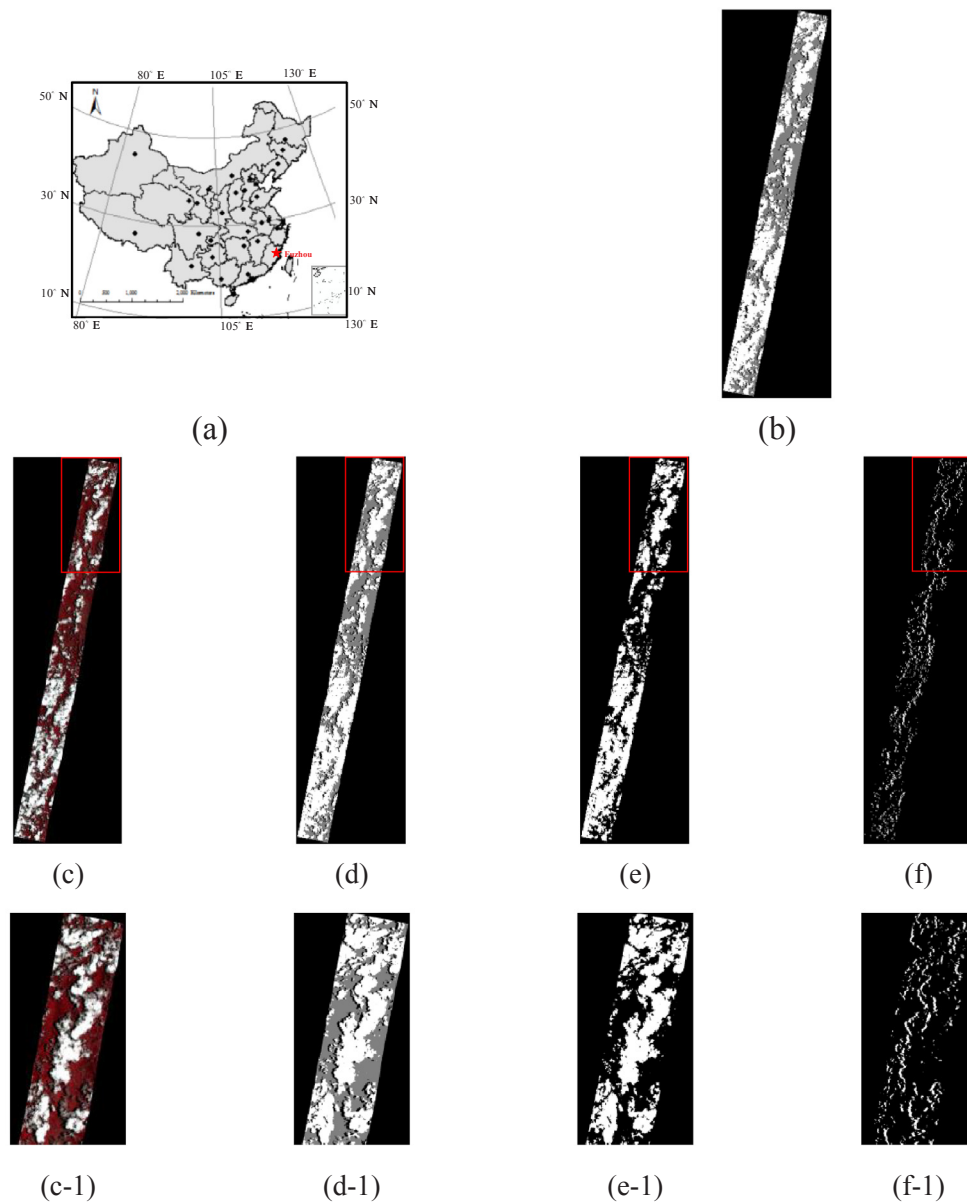 80° E 105° E 130° E
50° N N 50° N
30° N 30° N
Fuzhou
10° N 10° N
80° E 105° E 130° E
(a) (b)
(c) (d) (e) (f)
(c-1) (d-1) (e-1) (f-1)